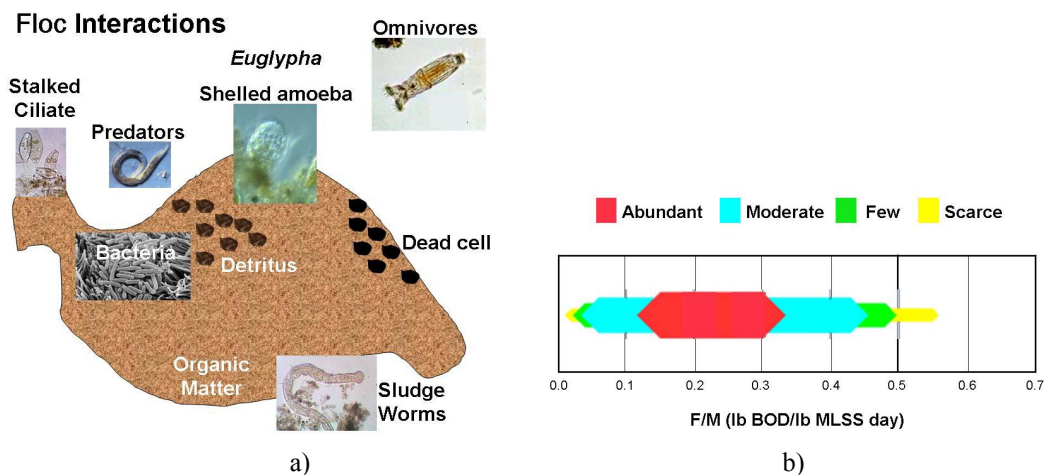 Floc Interactions
Omnivores
Euglypha
Shelled amoeba
Stalked
Ciliate
Predators
Bacteria
Detritus
Dead cell
Organic
Matter
Sludge
Worms
a)
Abundant Moderate Few Scarce
0.0 0.1 0.2 0.3 0.4 0.5 0.6 0.7
F/M (lb BOD/lb MLSS day)
b)